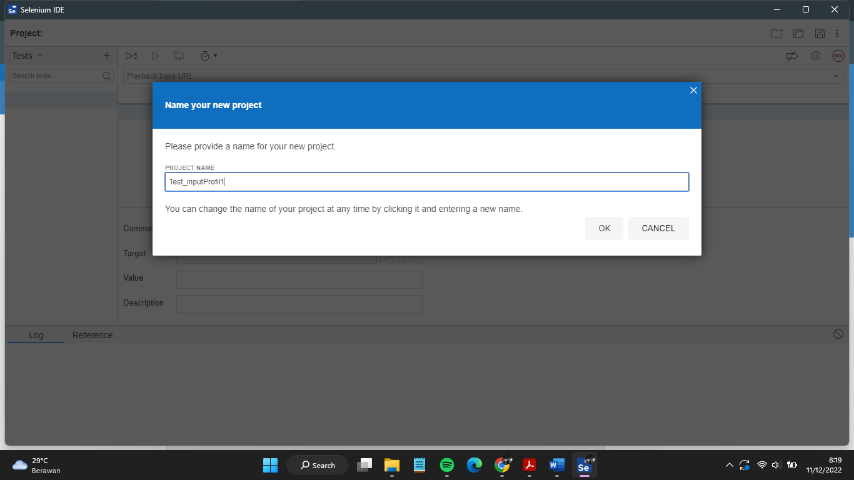 Selenium IDE
Project:
Tests
Search tests...
Playback base URL
Name your new project
Please provide a name for your new project.
PROJECT NAME
Test_inputProfil1
You can change the name of your project at any time by clicking it and entering a new name.
OK
CANCEL
Comma
Target
Value
Description
Log
Reference
29°C
Berawan
Search
8:19
11/12/2022